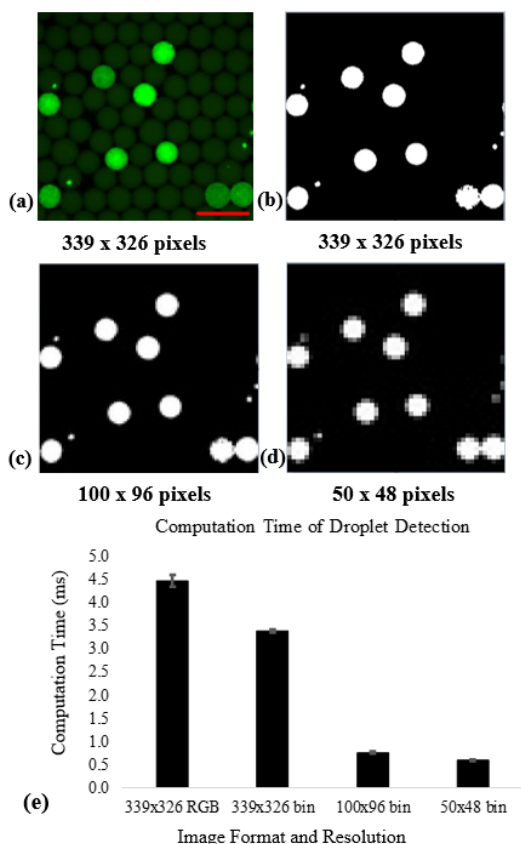 (a)
(b)
339 x 326 pixels
339 x 326 pixels
(c)
(d)
100 x 96 pixels
50 x 48 pixels
Computation Time of Droplet Detection
Computation Time (ms)
5.0
4.5
4.0
3.5
3.0
2.5
2.0
1.5
1.0
0.5
0.0
339x326 RGB
339x326 bin
100x96 bin
50x48 bin
(e)
Image Format and Resolution